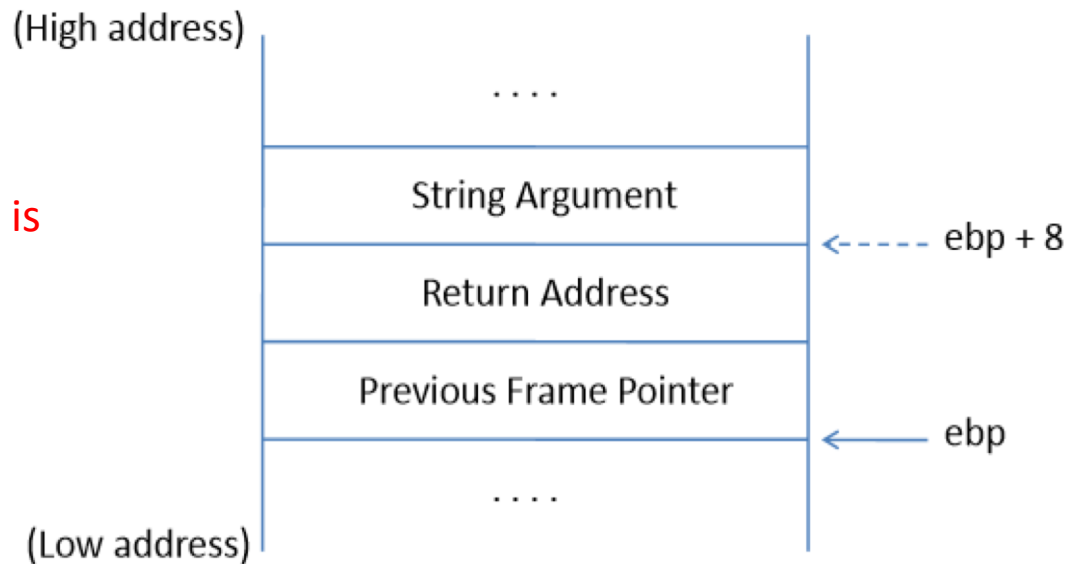 (High address)
. . . .
String Argument
is
ebp + 8
Return Address
Previous Frame Pointer
ebp
. . . .
(Low address)